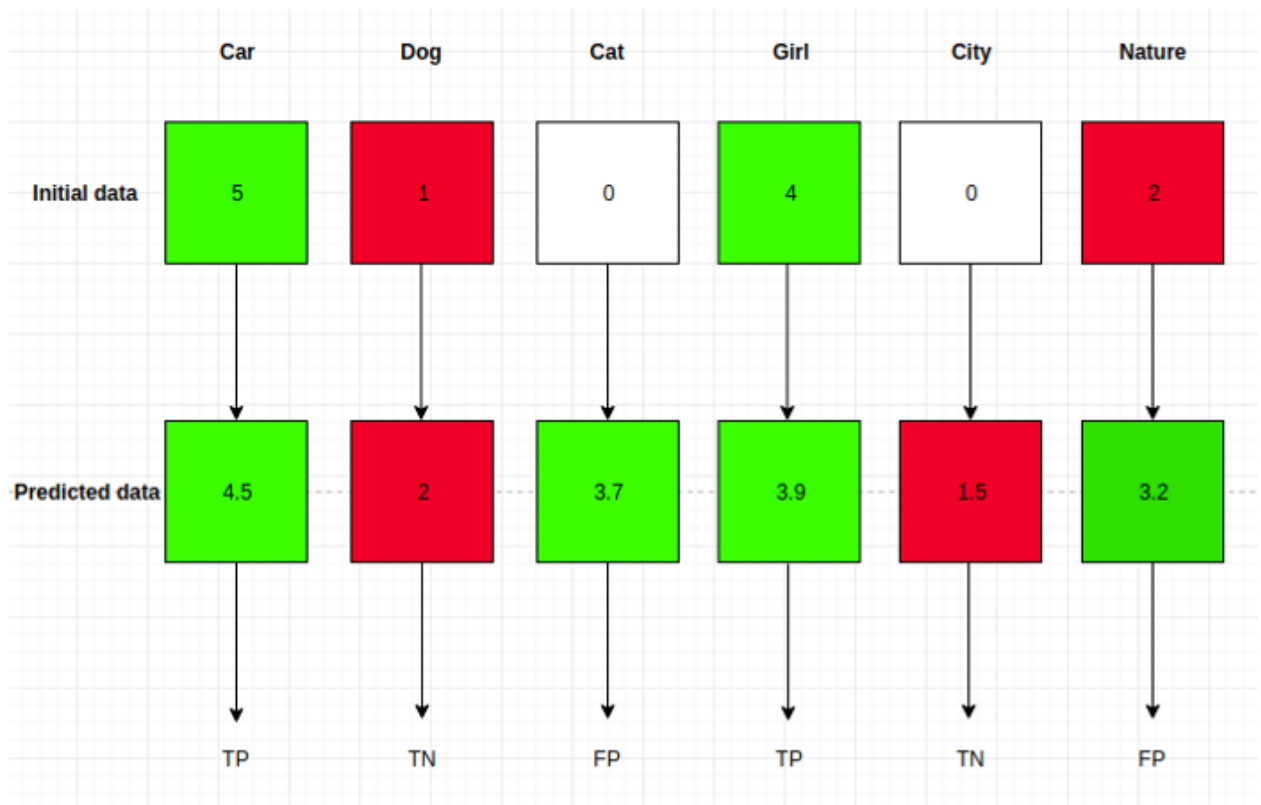 Car Dog Cat Girl City Nature
Initial data 5 1 0 4 0 2
Predicted data 4.5 2 3.7 3.9 1.5 3.2
TP TN FP TP TN FP